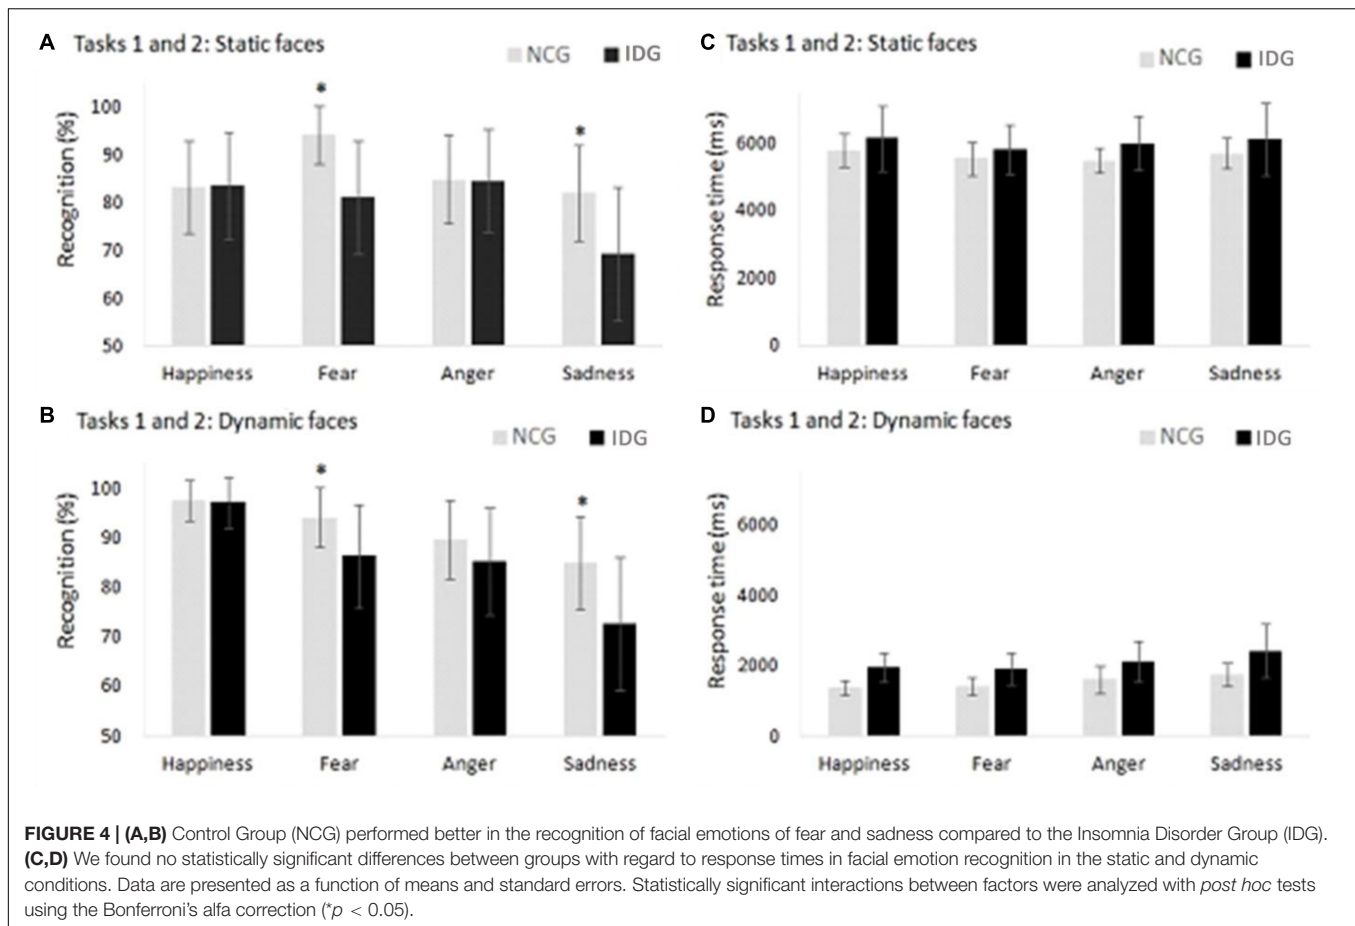 A Tasks 1 and 2: Static faces
NCG IDG
Recognition (%)
100
90
80
70
60
50
* *
Happiness Fear Anger Sadness
C Tasks 1 and 2: Static faces
NCG IDG
Response time (ms)
6000
4000
2000
0
Happiness Fear Anger Sadness
B Tasks 1 and 2: Dynamic faces
NCG IDG
Recognition (%)
100
90
80
70
60
50
* *
Happiness Fear Anger Sadness
D Tasks 1 and 2: Dynamic faces
NCG IDG
Response time (ms)
6000
4000
2000
0
Happiness Fear Anger Sadness
FIGURE 4 | (A,B) Control Group (NCG) performed better in the recognition of facial emotions of fear and sadness compared to the Insomnia Disorder Group (IDG).
(C,D) We found no statistically significant differences between groups with regard to response times in facial emotion recognition in the static and dynamic
conditions. Data are presented as a function of means and standard errors. Statistically significant interactions between factors were analyzed with post hoc tests
using the Bonferroni's alfa correction (*p < 0.05).